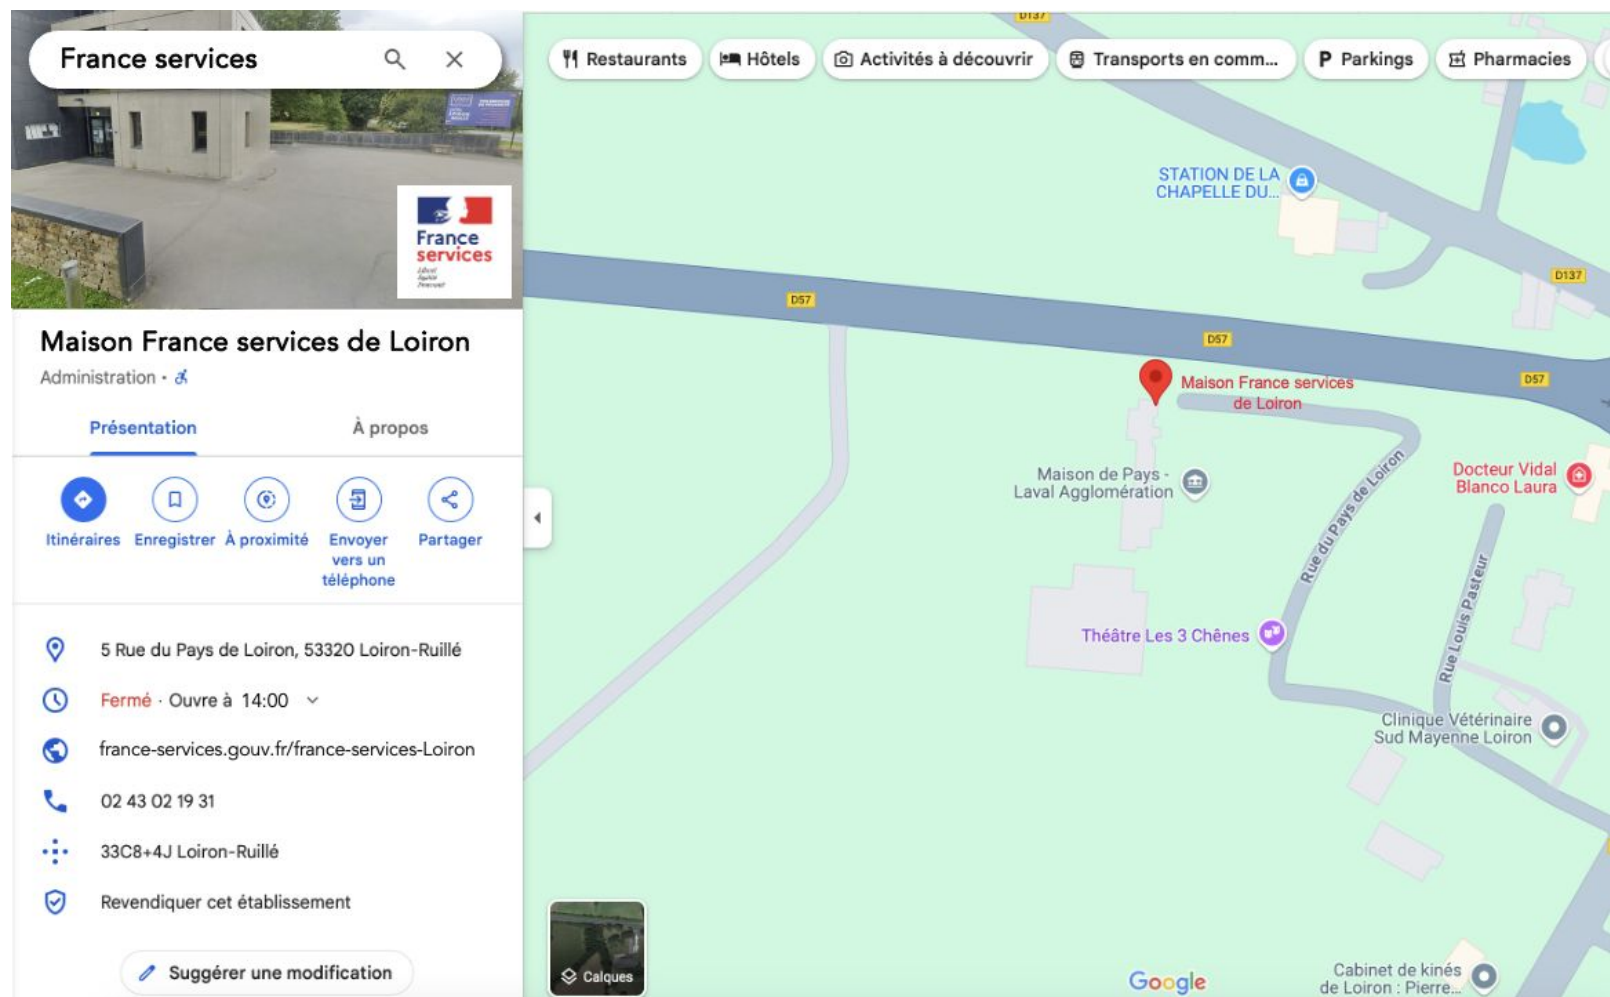 France services
France
services
Maison France services de Loiron
Administration ·
Présentation
À propos
Itinéraires
Enregistrer
À proximité
Envoyer
vers un
téléphone
Partager
5 Rue du Pays de Loiron, 53320 Loiron-Ruillé
Fermé · Ouvre à 14:00
france-services.gouv.fr/france-services-Loiron
02 43 02 19 31
33C8+4J Loiron-Ruillé
Revendiquer cet établissement
Suggérer une modification
Restaurants
Hôtels
Activités à découvrir
Transports en comm...
P Parkings
Pharmacies
D137
STATION DE LA
CHAPELLE DU...
D137
D57
D57
D57
Maison France services
de Loiron
Maison de Pays -
Laval Agglomération
Rue du Pays de Loiron
Docteur Vidal
Blanco Laura
Rue Louis Pasteur
Théâtre Les 3 Chênes
Clinique Vétérinaire
Sud Mayenne Loiron
Calques
Google
Cabinet de kinés
de Loiron : Pierre...